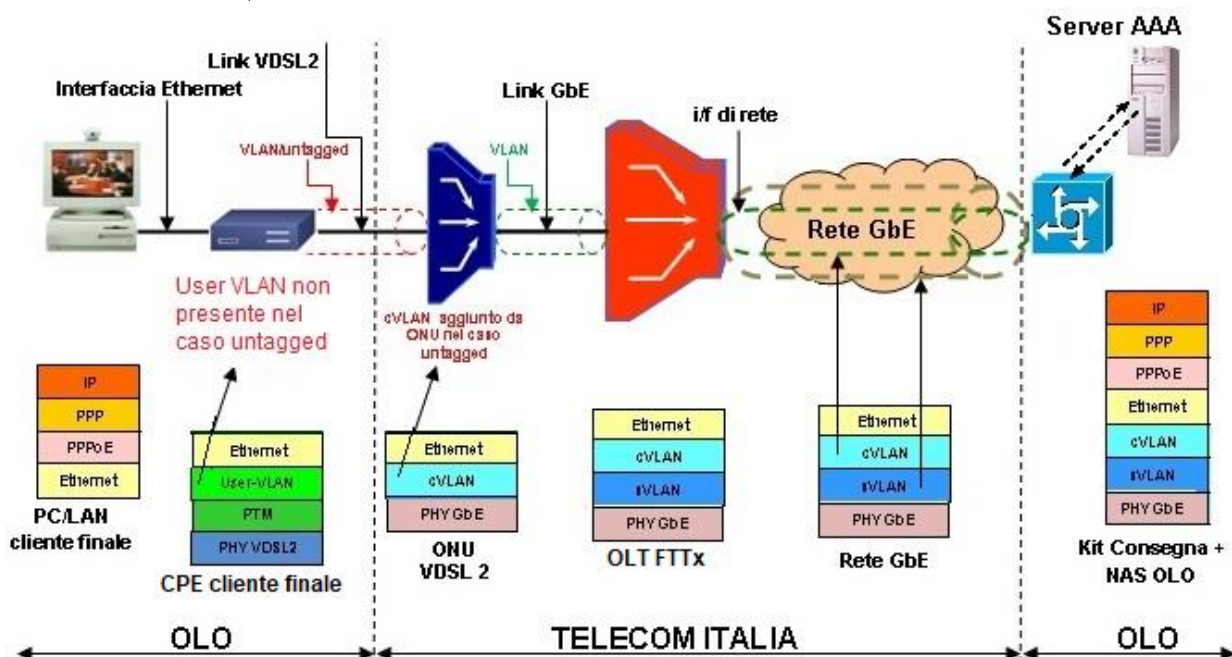 Server AAA
Link VDSL2
Interfaccia Ethernet
Link GbE
i/f di rete
VLAN/untagged
VLAN
Rete GbE
User VLAN non
presente nel
caso untagged
cVLAN aggiunto da
ONU nel caso
untagged
IP
PPP
PPPoE
Ethernet
PC/LAN
cliente finale
Ethernet
User-VLAN
PTM
PHY VDSL2
CPE cliente finale
Ethernet
cVLAN
PHY GbE
ONU
VDSL 2
Ethernet
cVLAN
sVLAN
PHY GbE
OLT FTTx
Ethernet
cVLAN
sVLAN
PHY GbE
Rete GbE
IP
PPP
PPPoE
Ethernet
cVLAN
sVLAN
PHY GbE
Kit Consegna +
NAS OLO
OLO
TELECOM ITALIA
OLO